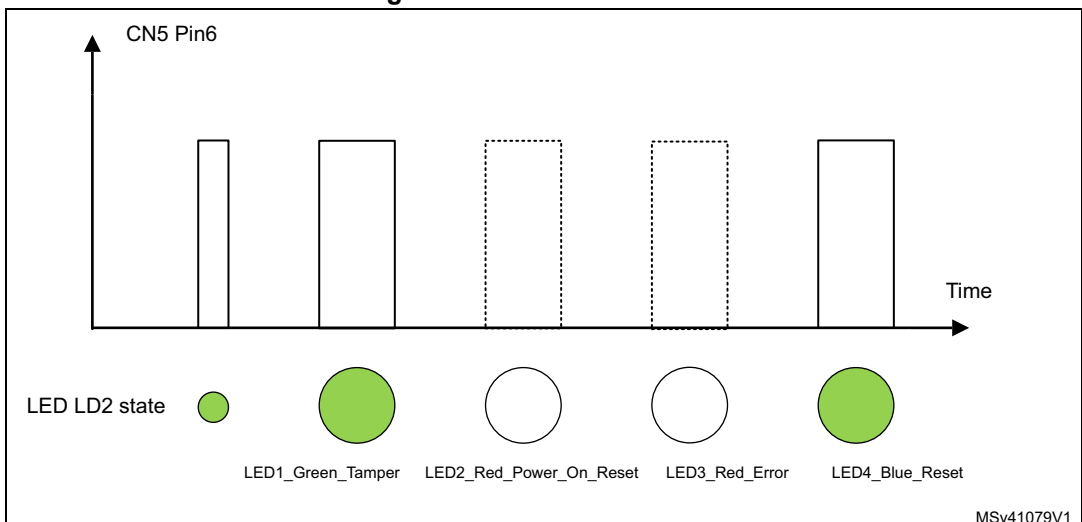 CN5 Pin6
Time
LED LD2 state
LED1_Green_Tamper LED2_Red_Power_On_Reset LED3_Red_Error LED4_Blue_Reset
MSv41079V1